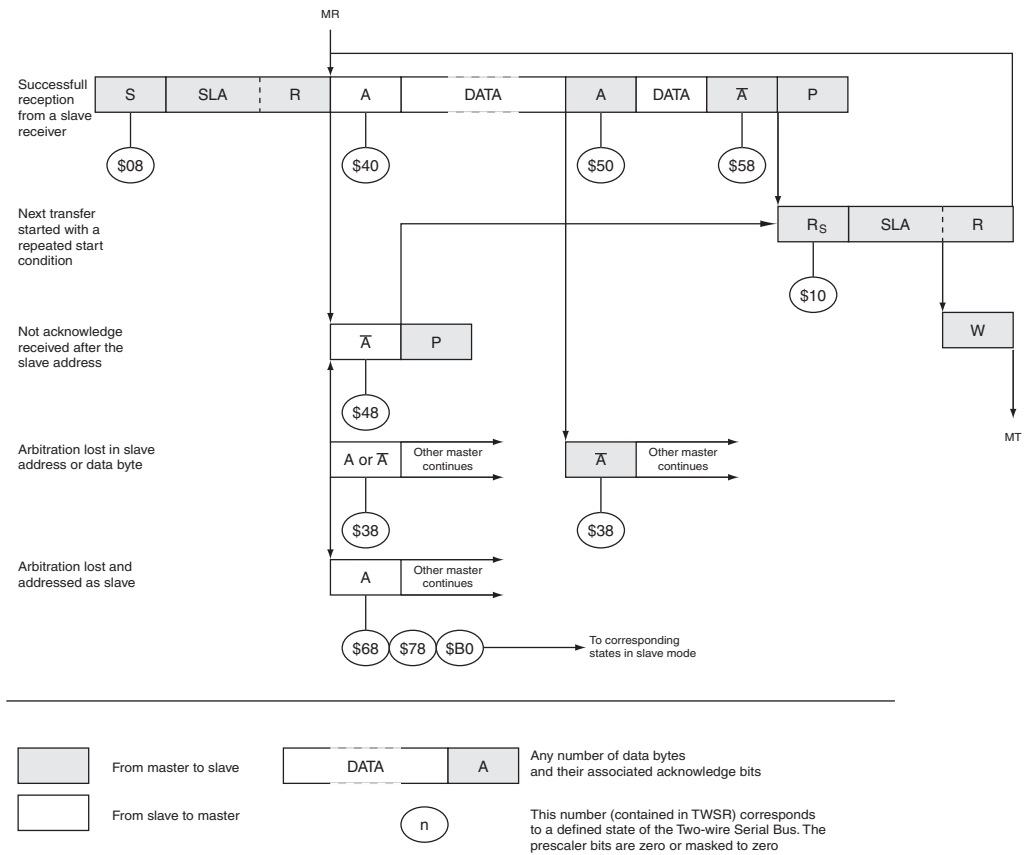 MR
Successfull
reception
from a slave
receiver
S SLA R A DATA A DATA A̅ P
$08 $40 $50 $58
Next transfer
started with a
repeated start
condition
RS SLA R
$10
Not acknowledge
received after the
slave address
A̅ P
W
$48
MT
Arbitration lost in slave
address or data byte
A or A̅ Other master
continues
A̅ Other master
continues
$38 $38
Arbitration lost and
addressed as slave
A Other master
continues
$68 $78 $B0 To corresponding
states in slave mode
From master to slave
DATA A
Any number of data bytes
and their associated acknowledge bits
From slave to master
n
This number (contained in TWSR) corresponds
to a defined state of the Two-wire Serial Bus. The
prescaler bits are zero or masked to zero